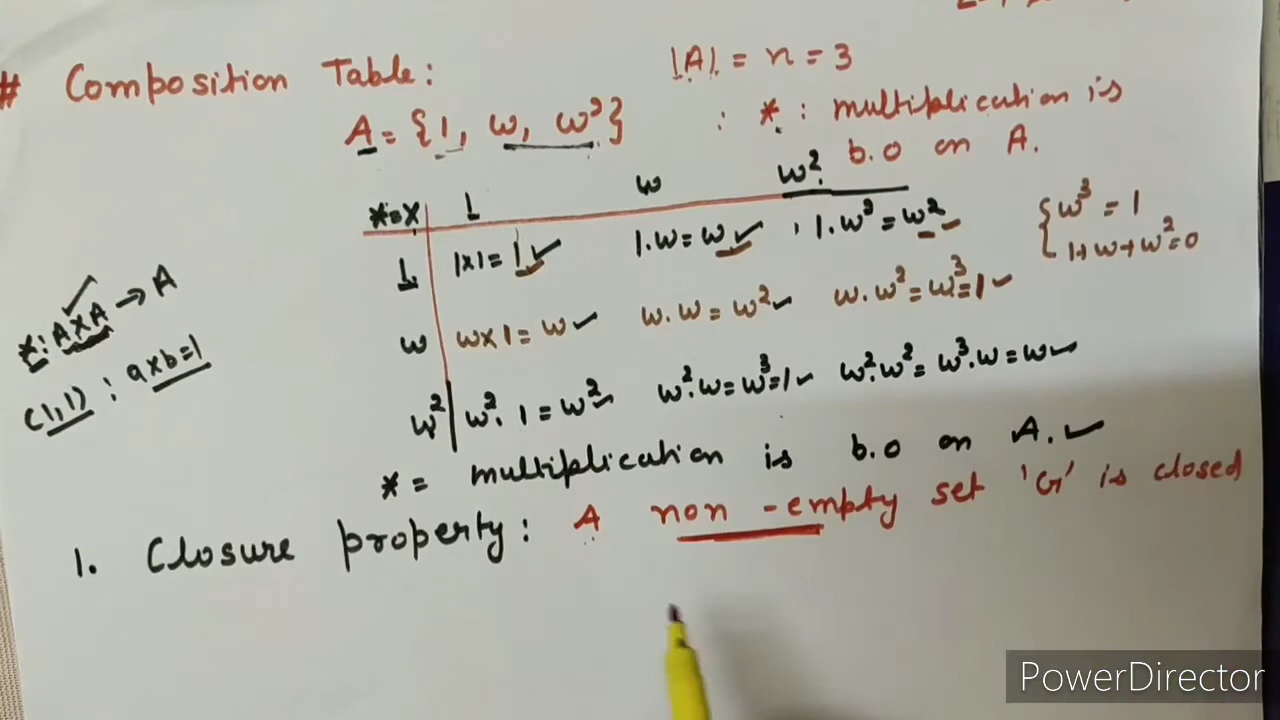 # Composition Table: |A| = n = 3
A = {1, ω, ω²} : * : multiplication is
b.o on A.
*=× 1 ω ω²
1 1×1=1 ✓ 1.ω=ω ✓ 1.ω²=ω²
ω ω×1=ω ✓ ω.ω=ω² ✓ ω.ω²=ω³=1 ✓
ω² ω².1=ω² ✓ ω².ω=ω³=1 ✓ ω².ω²=ω³.ω=ω ✓
{ω³=1
1+ω+ω²=0
*: A×A → A
(1,1) : a×b=1
* = multiplication is b.o on A. ✓
1. Closure property: A non-empty set 'G' is closed
PowerDirector